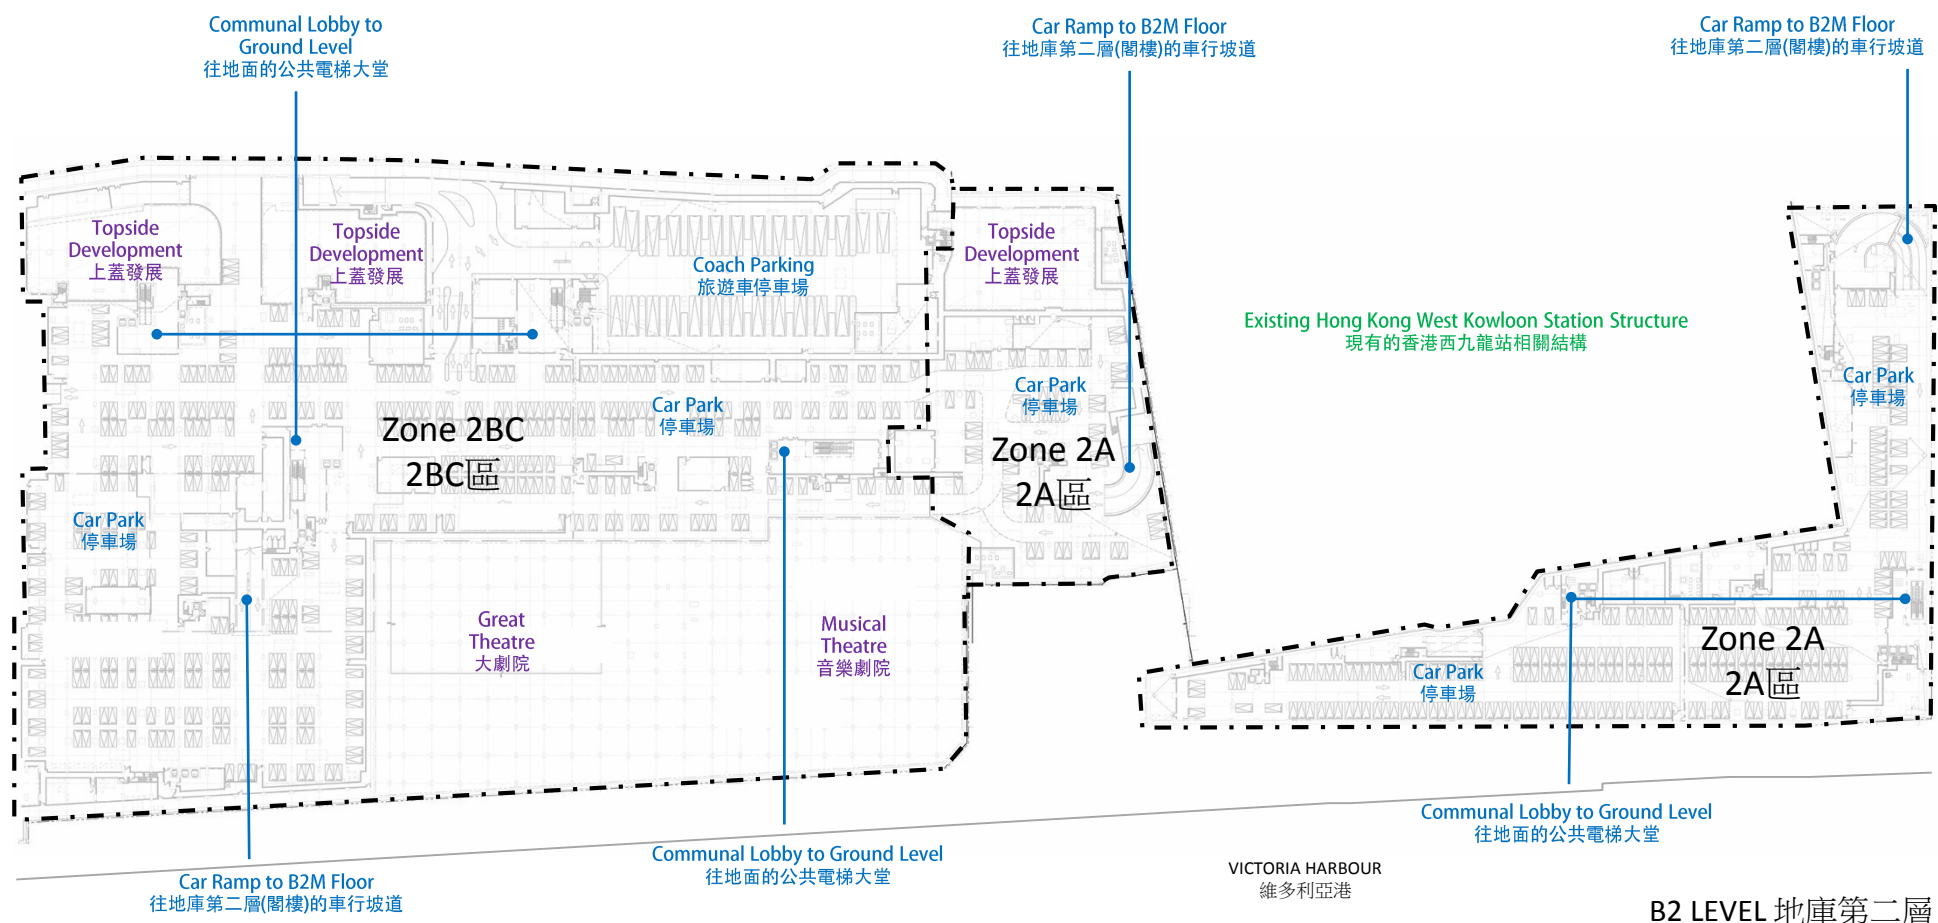 Communal Lobby to
Ground Level
往地面的公共電梯大堂
Car Ramp to B2M Floor
往地庫第二層(閣樓)的車行坡道
Car Ramp to B2M Floor
往地庫第二層(閣樓)的車行坡道
Topside
Development
上蓋發展
Topside
Development
上蓋發展
Coach Parking
旅遊車停車場
Topside
Development
上蓋發展
Existing Hong Kong West Kowloon Station Structure
現有的香港西九龍站相關結構
Car Park
停車場
Car Park
停車場
Car Park
停車場
Zone 2BC
2BC區
Zone 2A
2A區
Car Park
停車場
Great
Theatre
大劇院
Musical
Theatre
音樂劇院
Zone 2A
2A區
Car Park
停車場
Communal Lobby to Ground Level
往地面的公共電梯大堂
Communal Lobby to Ground Level
往地面的公共電梯大堂
Car Ramp to B2M Floor
往地庫第二層(閣樓)的車行坡道
VICTORIA HARBOUR
維多利亞港
B2 LEVEL 地庫第二層